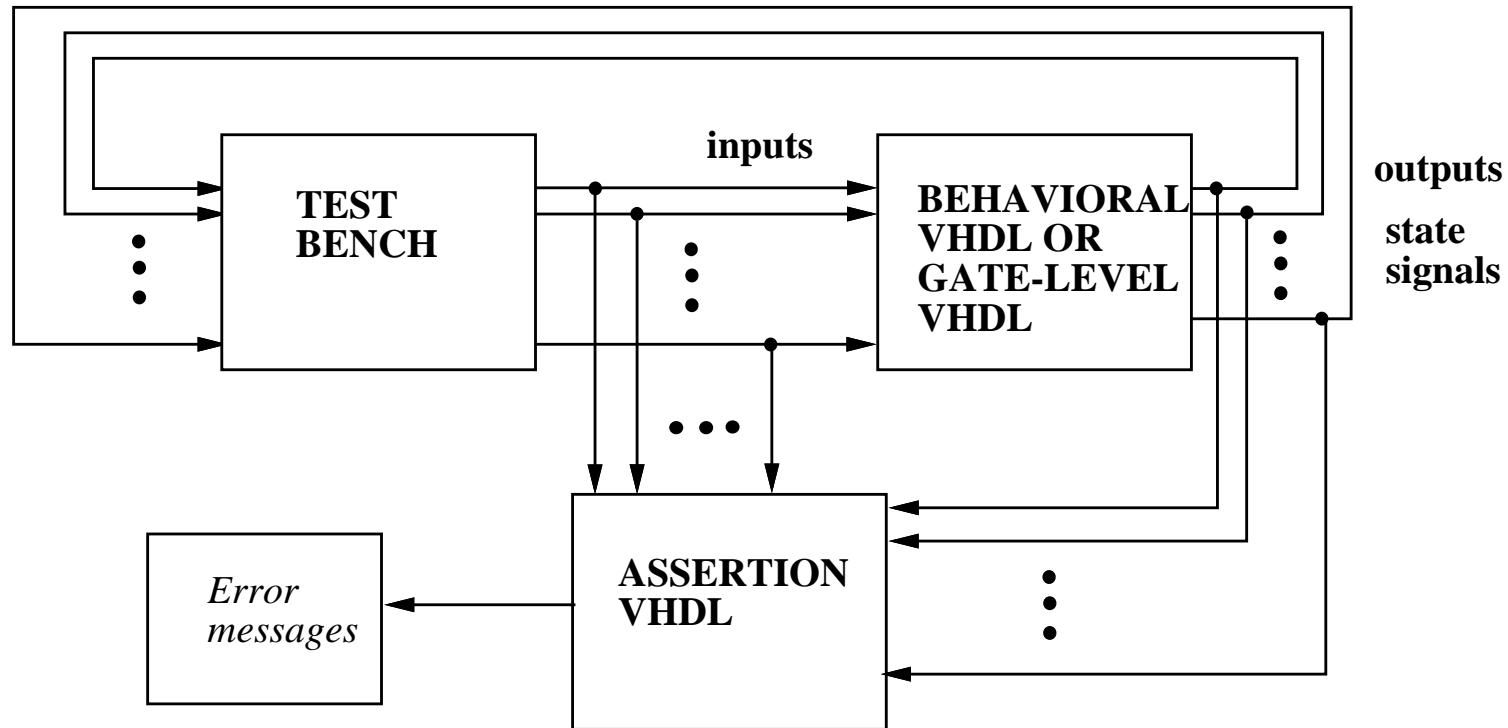 inputs
outputs
state
signals
TEST
BENCH
BEHAVIORAL
VHDL OR
GATE-LEVEL
VHDL
ASSERTION
VHDL
Error
messages